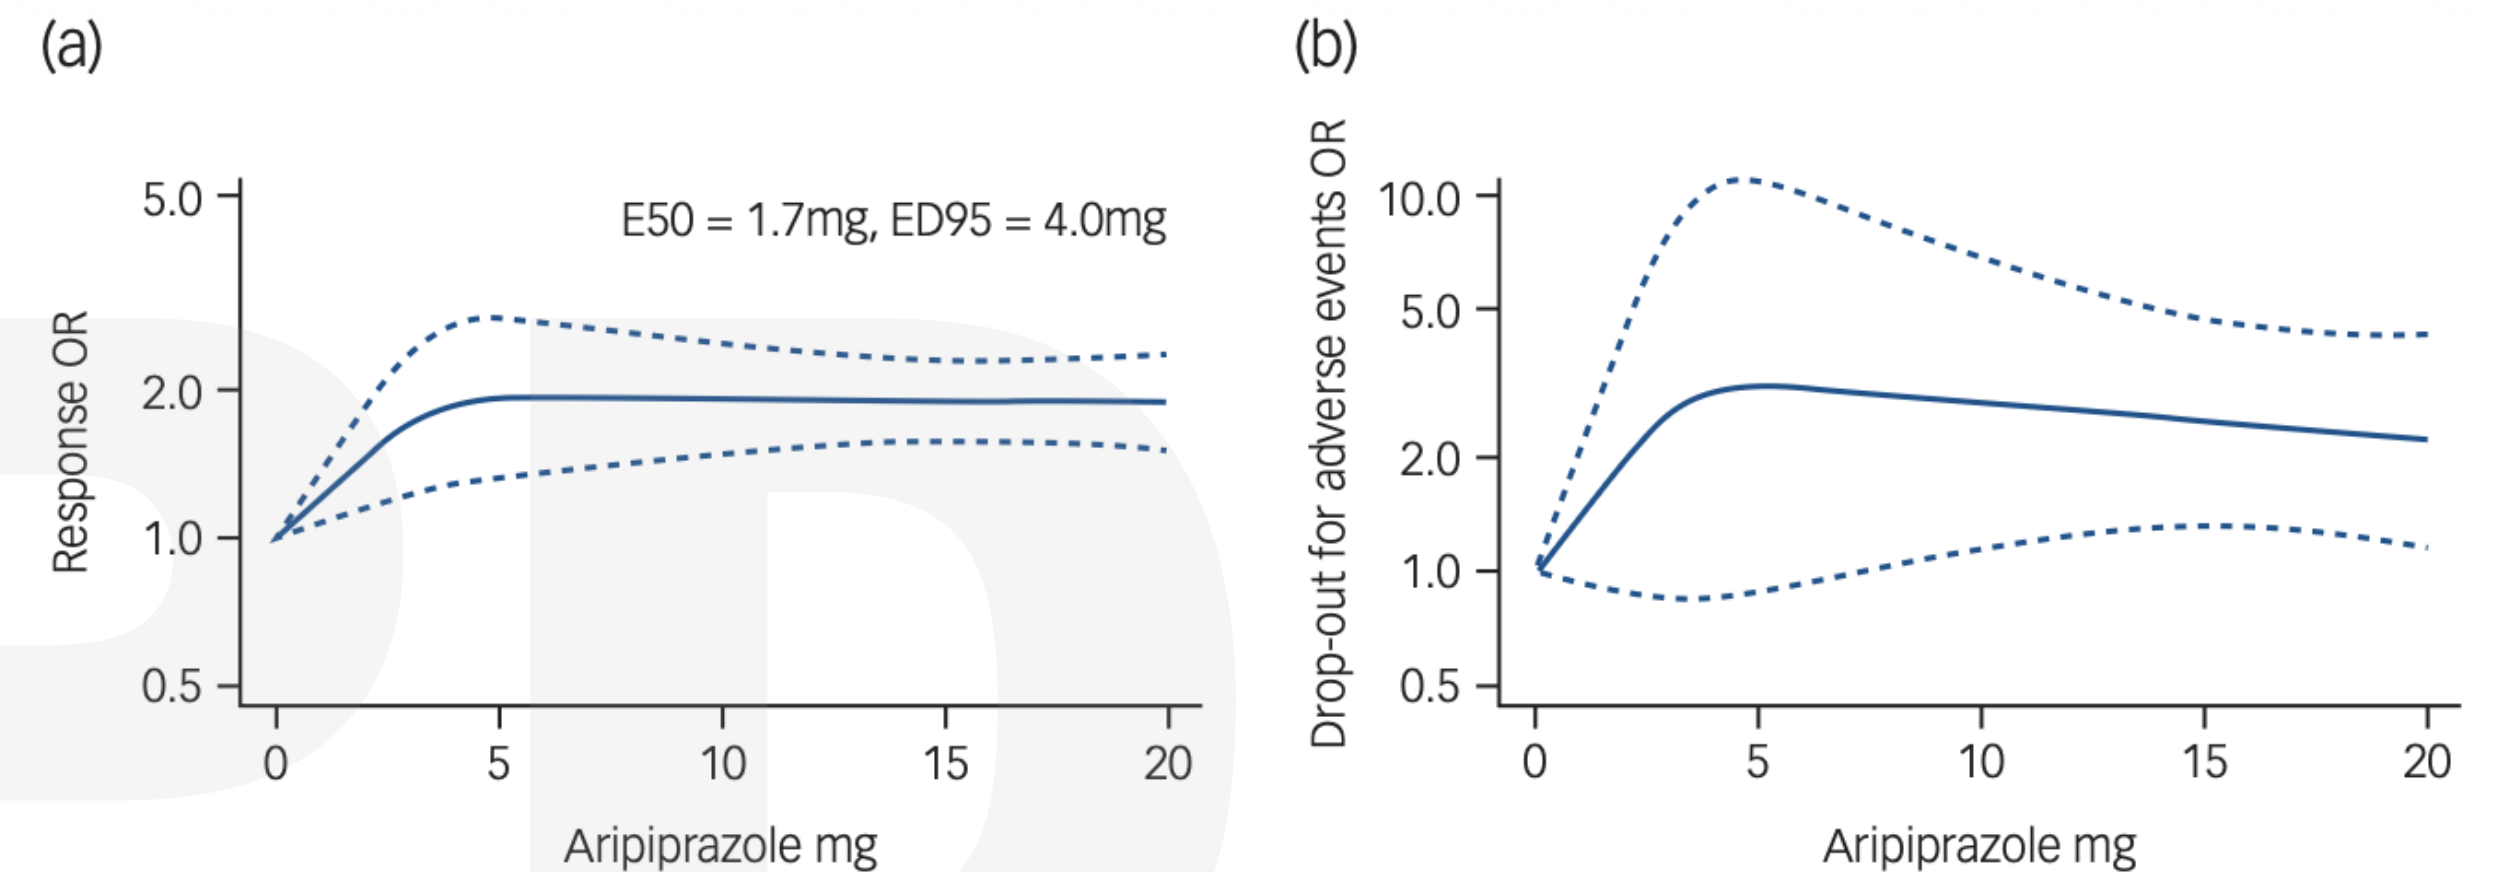 (a)
Response OR
5.0
2.0
1.0
0.5
E50 = 1.7mg, ED95 = 4.0mg
0 5 10 15 20
Aripiprazole mg
(b)
Drop-out for adverse events OR
10.0
5.0
2.0
1.0
0.5
0 5 10 15 20
Aripiprazole mg